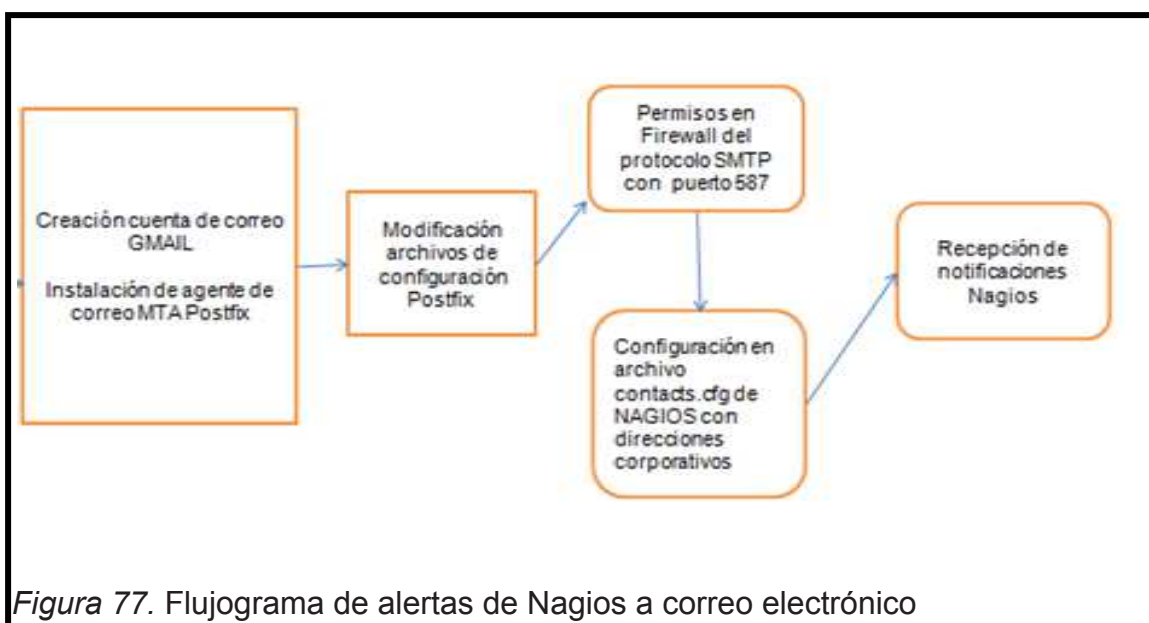 Creación cuenta de correo
GMAIL
Instalación de agente de
correo MTA Postfix
Modificación
archivos de
configuración
Postfix
Permisos en
Firewall del
protocolo SMTP
con puerto 587
Configuración en
archivo
contacts.cfg de
NAGIOS con
direcciones
corporativos
Recepción de
notificaciones
Nagios
Figura 77. Flujograma de alertas de Nagios a correo electrónico